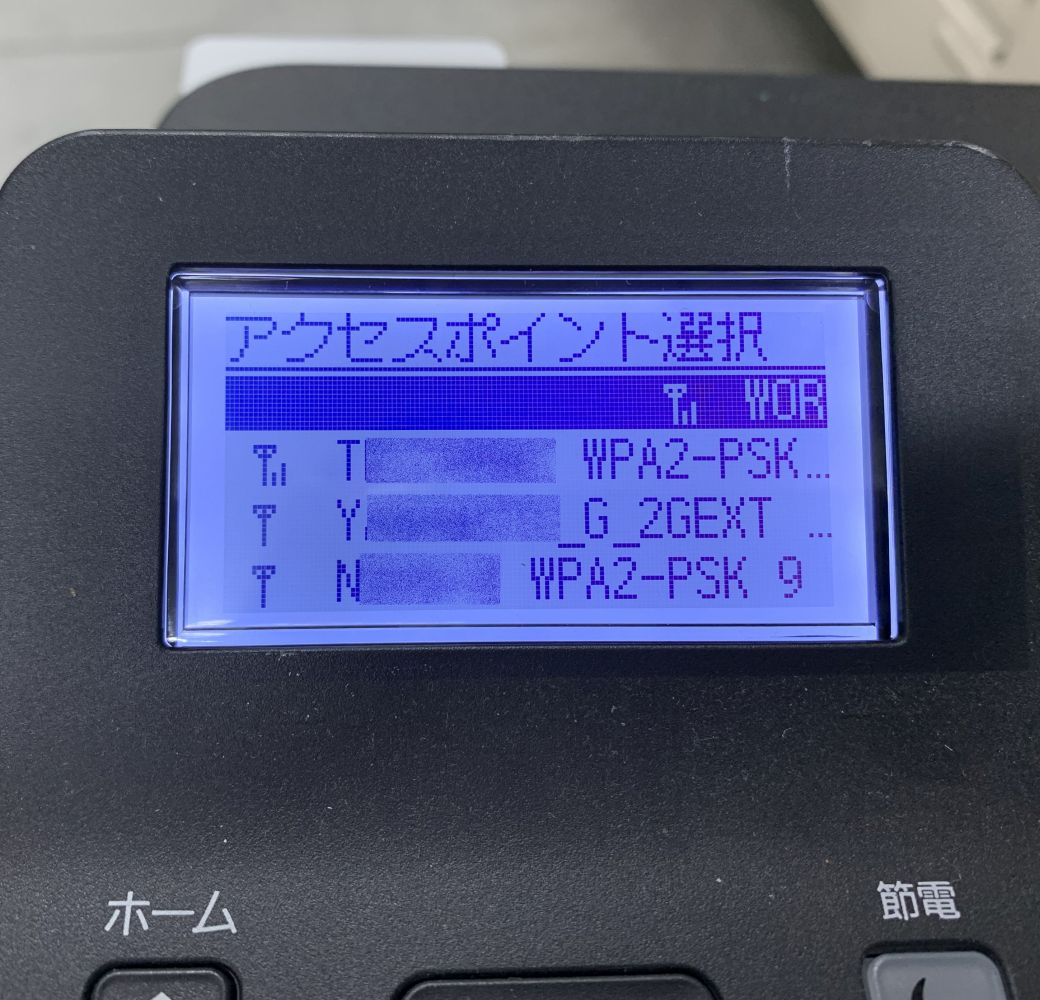 アクセスポイント選択
WOR
T WPA2-PSK...
Y _G_2GEXT ...
N WPA2-PSK 9
ホーム 節電